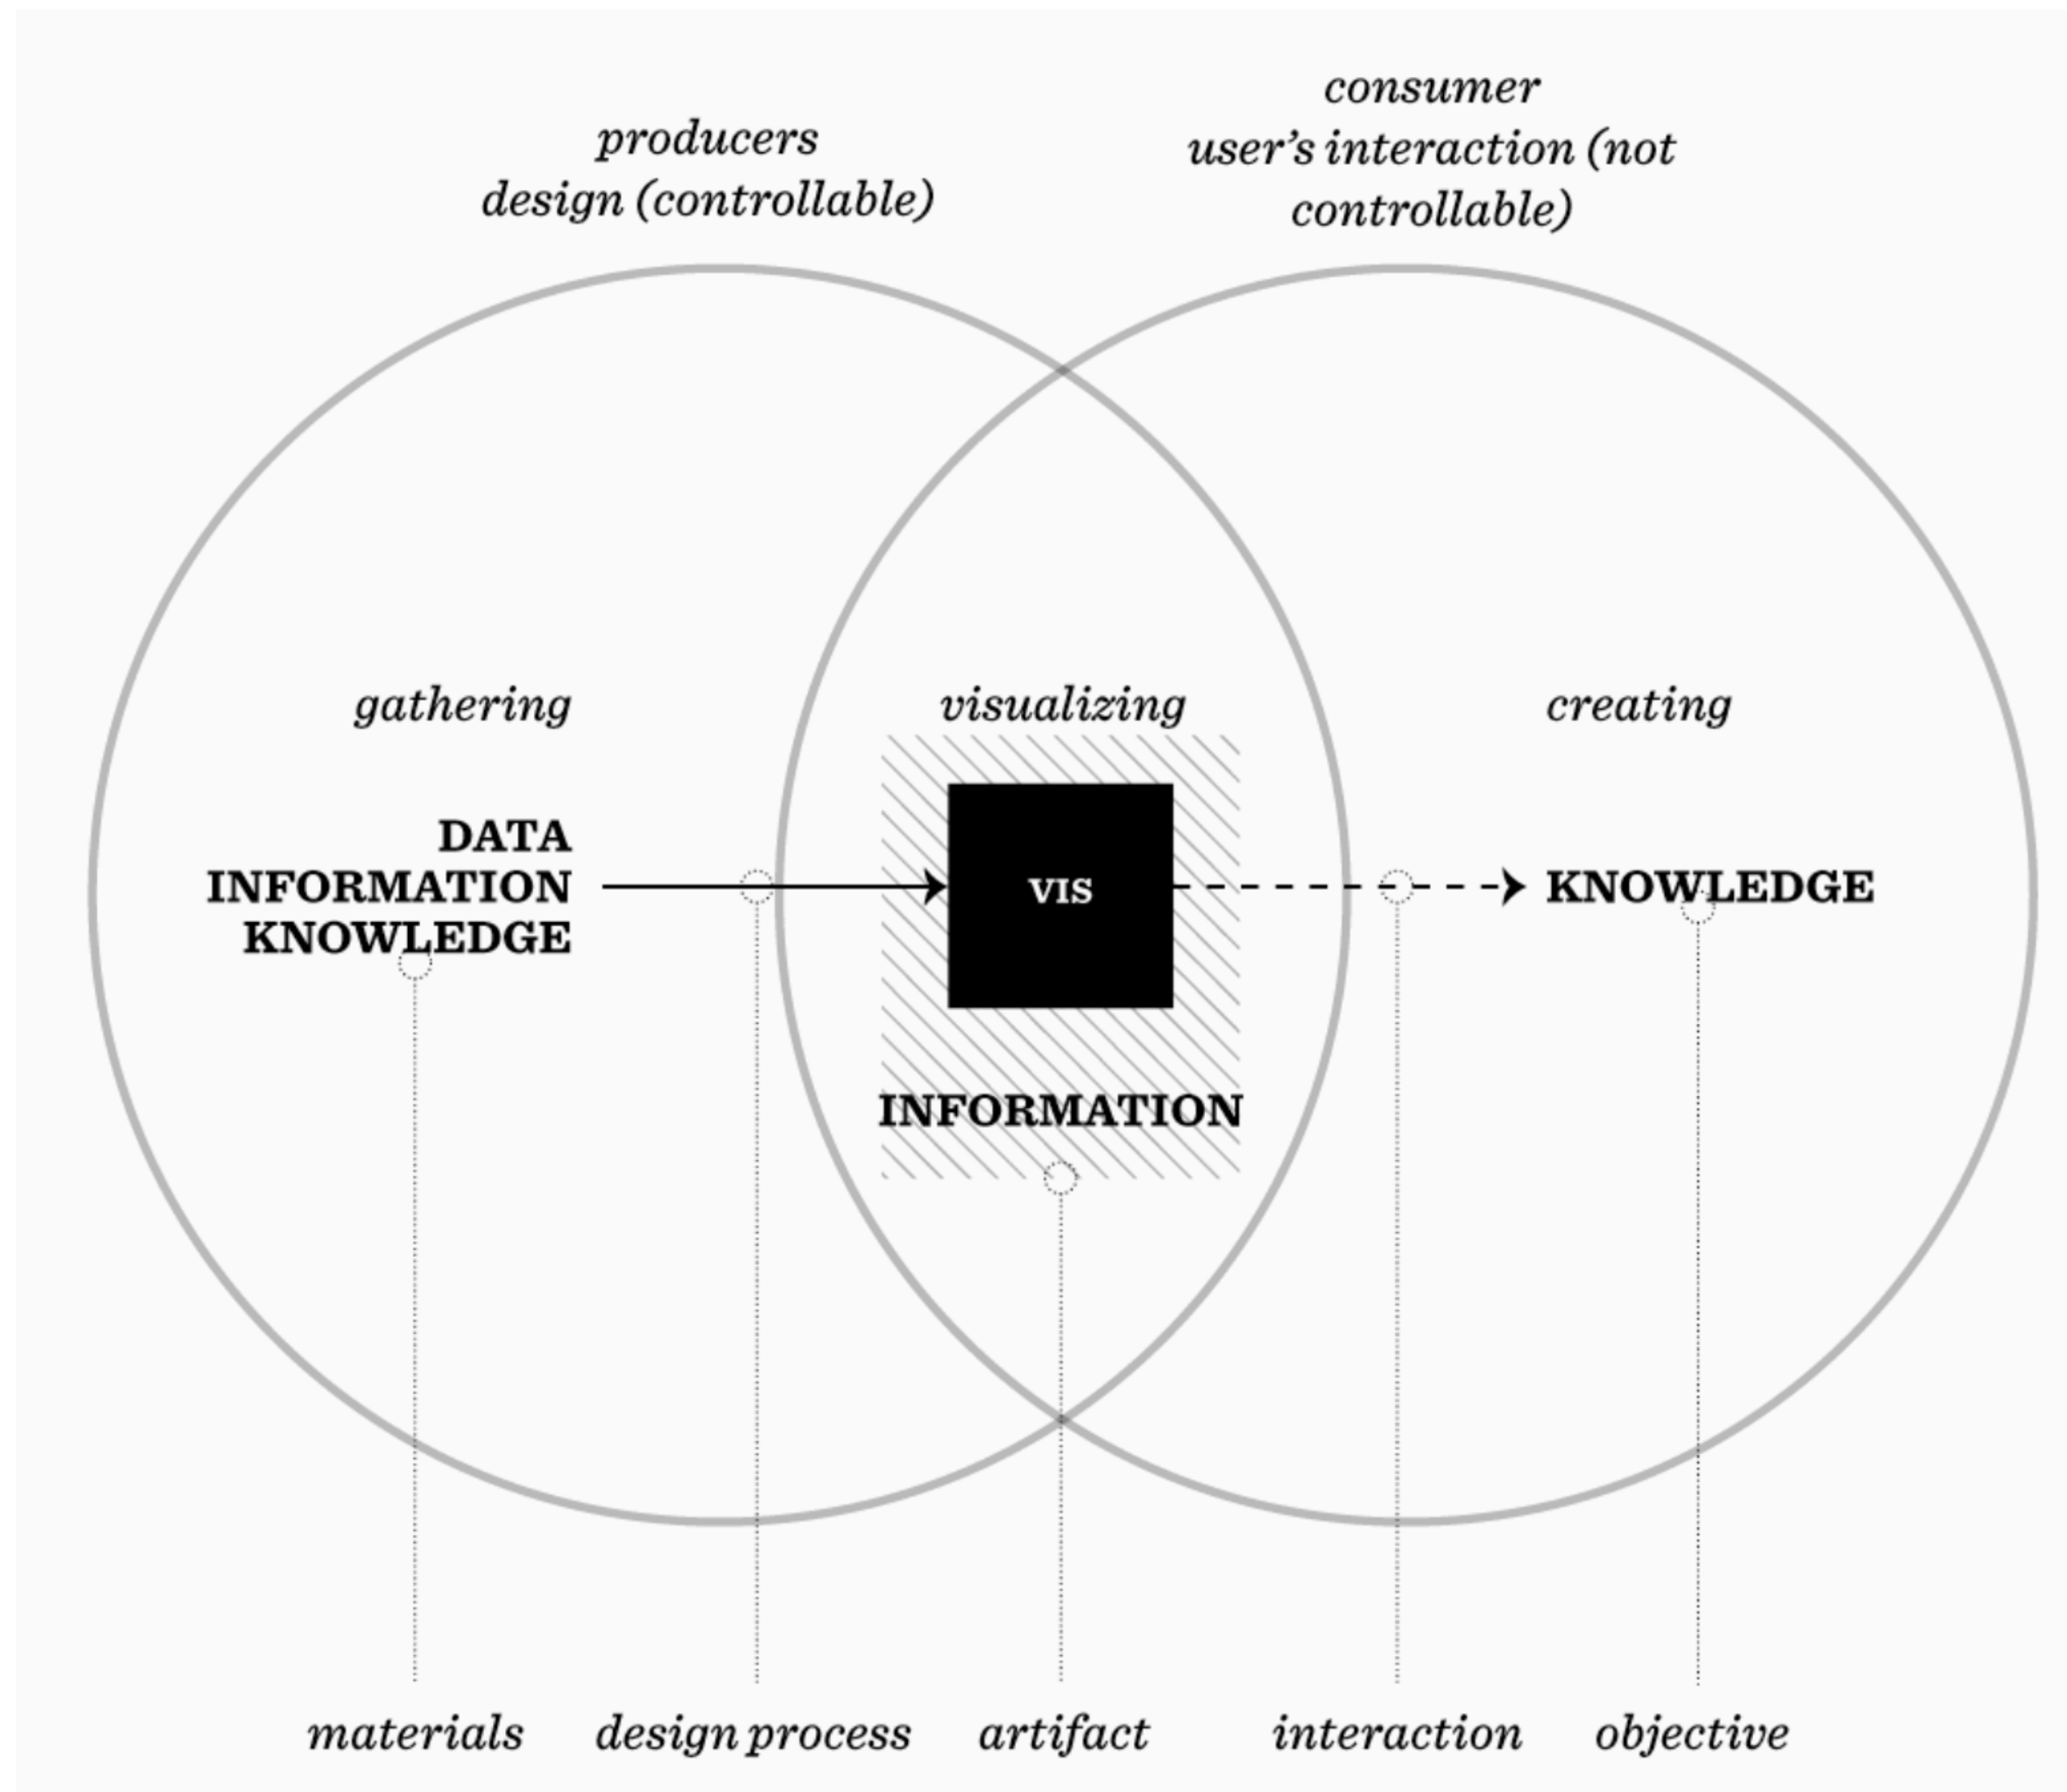 producers
design (controllable)
consumer
user’s interaction (not
controllable)
gathering
visualizing
creating
DATA
INFORMATION
KNOWLEDGE
VIS
KNOWLEDGE
INFORMATION
materials
design process
artifact
interaction
objective